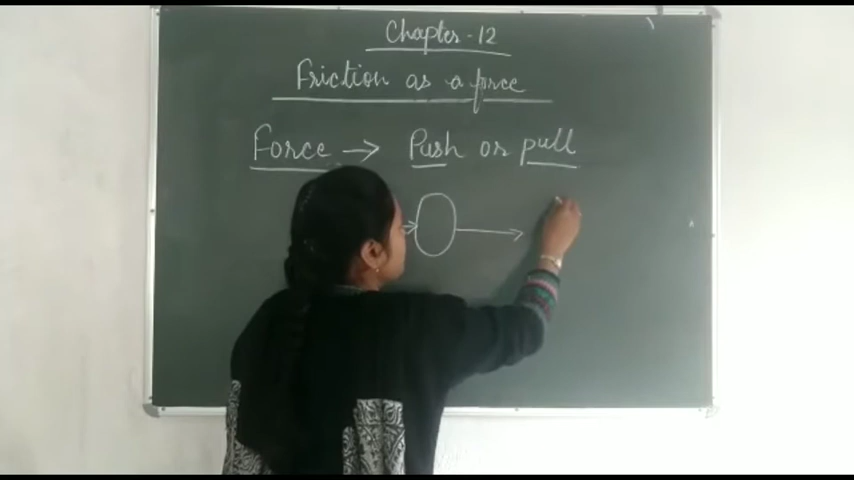 Chapter-12
Friction as a force
Force → Push or pull